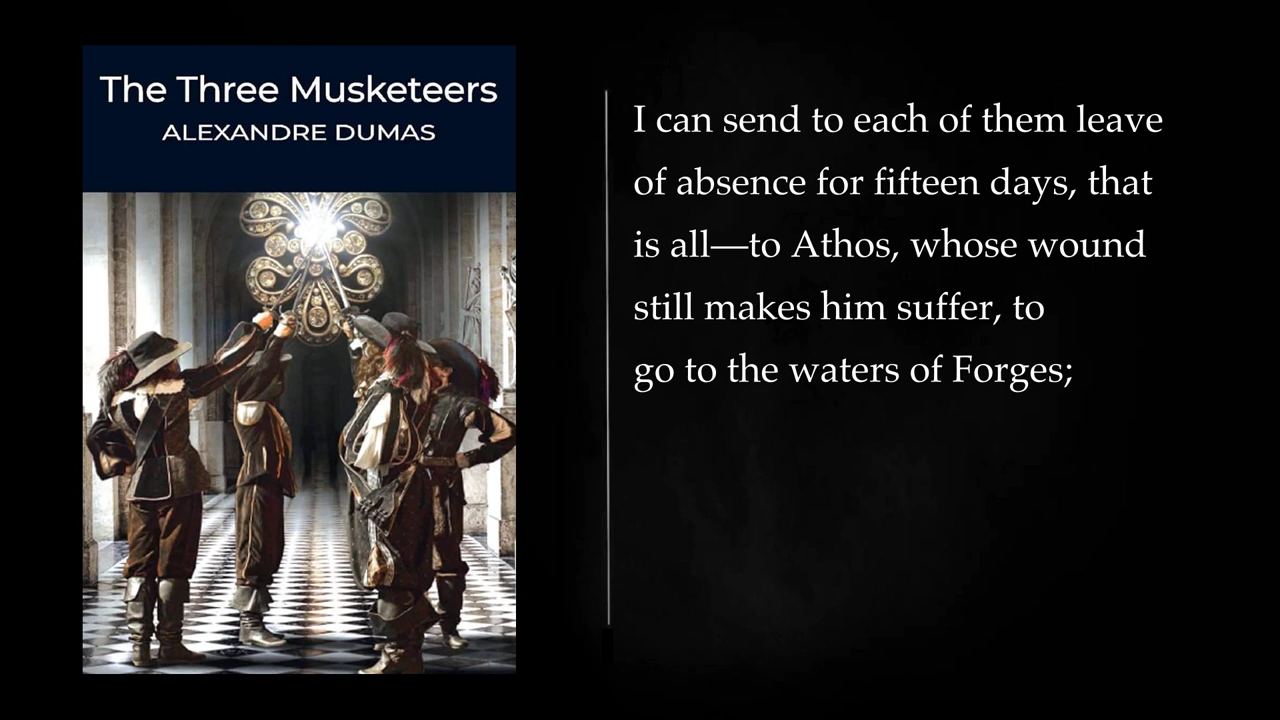 The Three Musketeers
ALEXANDRE DUMAS
I can send to each of them leave
of absence for fifteen days, that
is all—to Athos, whose wound
still makes him suffer, to
go to the waters of Forges;